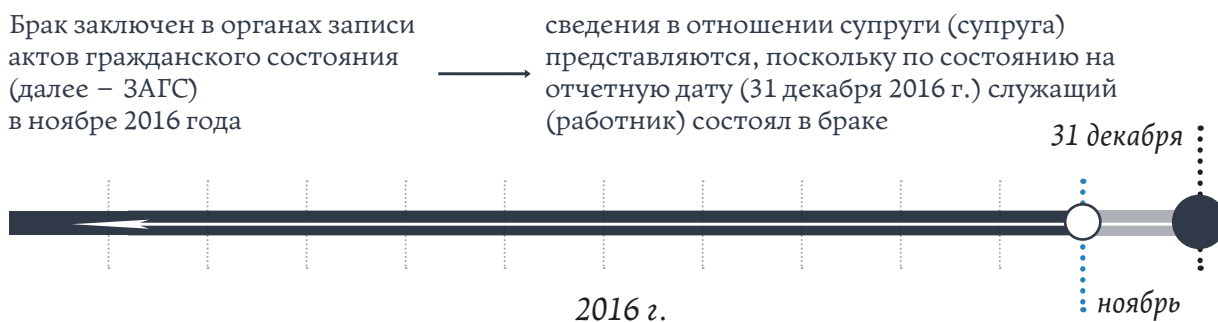 Брак заключен в органах записи
актов гражданского состояния
(далее – ЗАГС)
в ноябре 2016 года
сведения в отношении супруги (супруга)
представляются, поскольку по состоянию на
отчетную дату (31 декабря 2016 г.) служащий
(работник) состоял в браке
31 декабря
2016 г.
ноябрь